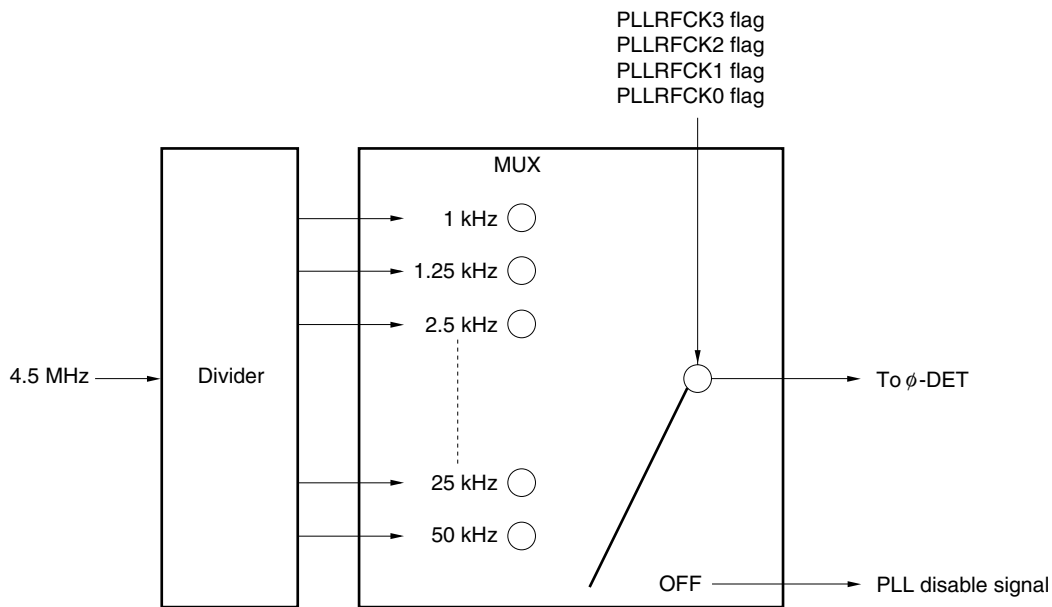 PLLRFCK3 flag
PLLRFCK2 flag
PLLRFCK1 flag
PLLRFCK0 flag
MUX
1 kHz
1.25 kHz
2.5 kHz
4.5 MHz
Divider
To ϕ-DET
25 kHz
50 kHz
OFF
PLL disable signal